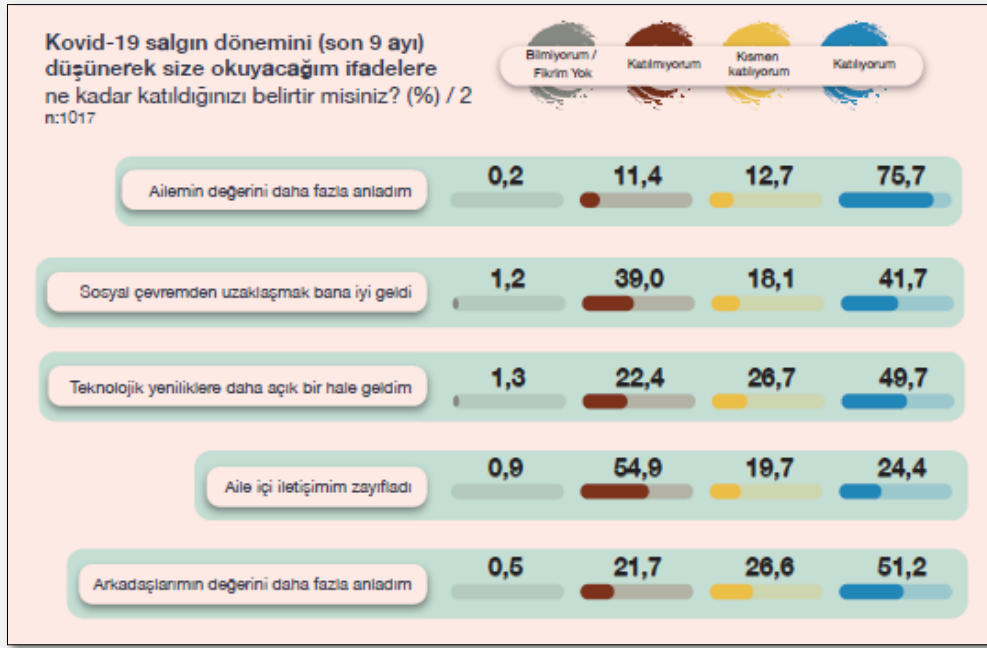 Kovid-19 salgın dönemini (son 9 ayı)
düşünerek size okuyacağım ifadelere
ne kadar katıldığınızı belirtir misiniz? (%) / 2
n:1017
Bilmiyorum /
Fikrim Yok
Katılmıyorum
Kısmen
katılıyorum
Katılıyorum
Ailemin değerini daha fazla anladım
0,2 11,4 12,7 75,7
Sosyal çevremden uzaklaşmak bana iyi geldi
1,2 39,0 18,1 41,7
Teknolojik yeniliklere daha açık bir hale geldim
1,3 22,4 26,7 49,7
Aile içi iletişimim zayıfladı
0,9 54,9 19,7 24,4
Arkadaşlarımın değerini daha fazla anladım
0,5 21,7 26,6 51,2